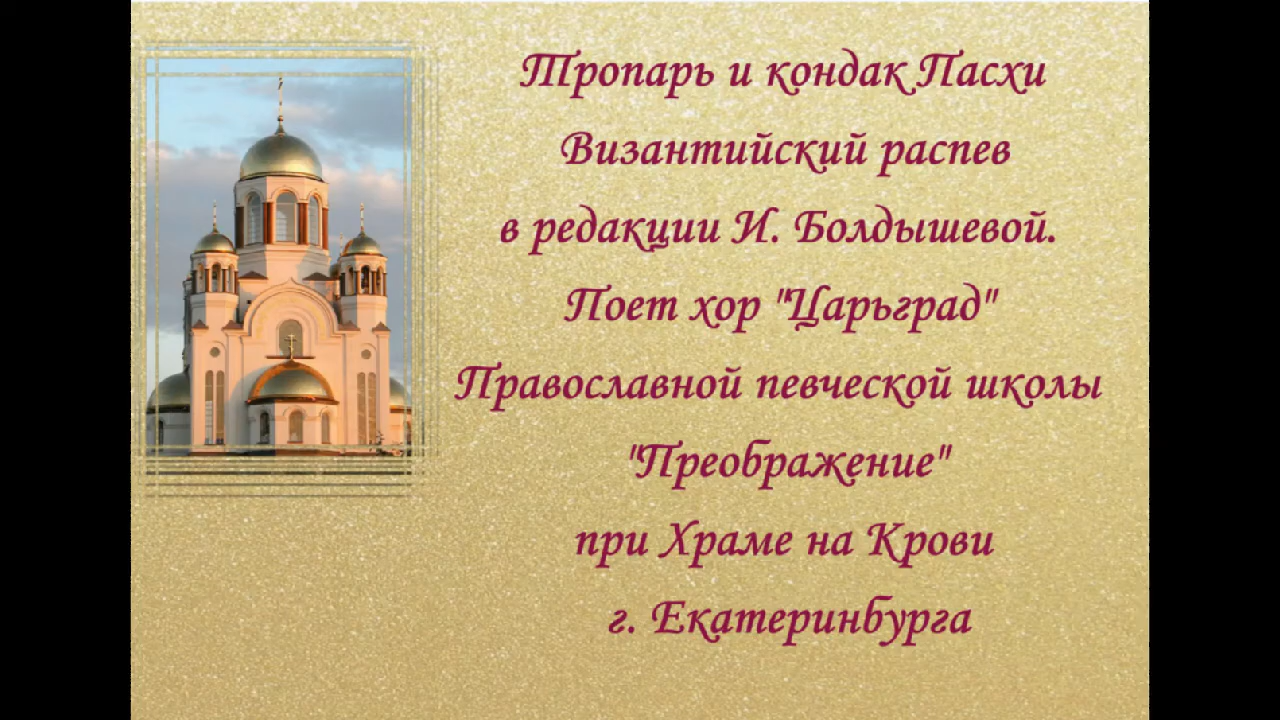 Тропарь и кондак Пасхи
Византийский распев
в редакции И. Болдышевой.
Поет хор "Царьград"
Православной певческой школы
"Преображение"
при Храме на Крови
г. Екатеринбурга